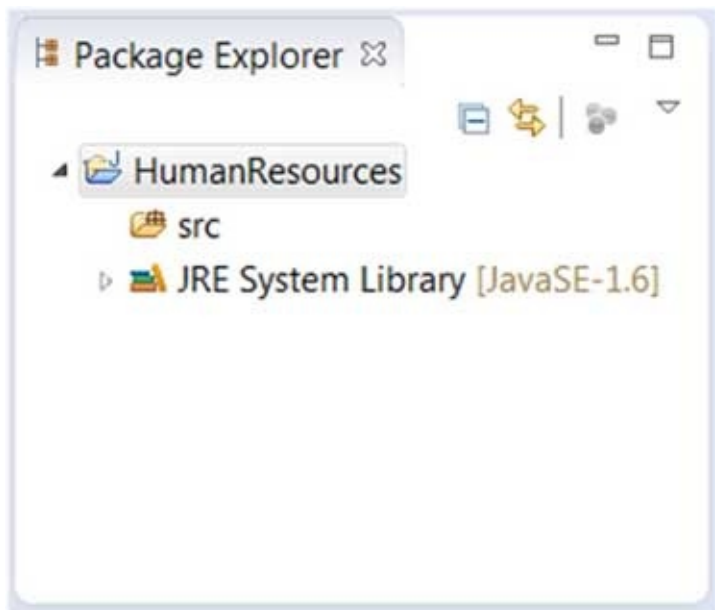 Package Explorer
HumanResources
src
JRE System Library [JavaSE-1.6]